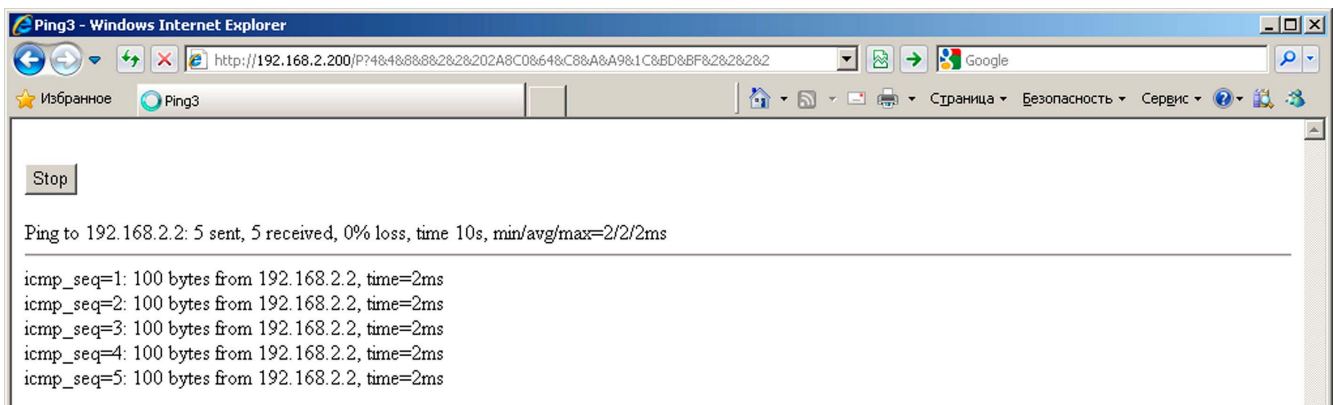 Ping3 - Windows Internet Explorer
http://192.168.2.200/P?4&4&8&8&2&2&202A8C0&64&C8&A&A9&1C&BD&BF&2&2&2&2
Google
Избранное Ping3 Страница Безопасность Сервис
Stop
Ping to 192.168.2.2: 5 sent, 5 received, 0% loss, time 10s, min/avg/max=2/2/2ms
icmp_seq=1: 100 bytes from 192.168.2.2, time=2ms
icmp_seq=2: 100 bytes from 192.168.2.2, time=2ms
icmp_seq=3: 100 bytes from 192.168.2.2, time=2ms
icmp_seq=4: 100 bytes from 192.168.2.2, time=2ms
icmp_seq=5: 100 bytes from 192.168.2.2, time=2ms